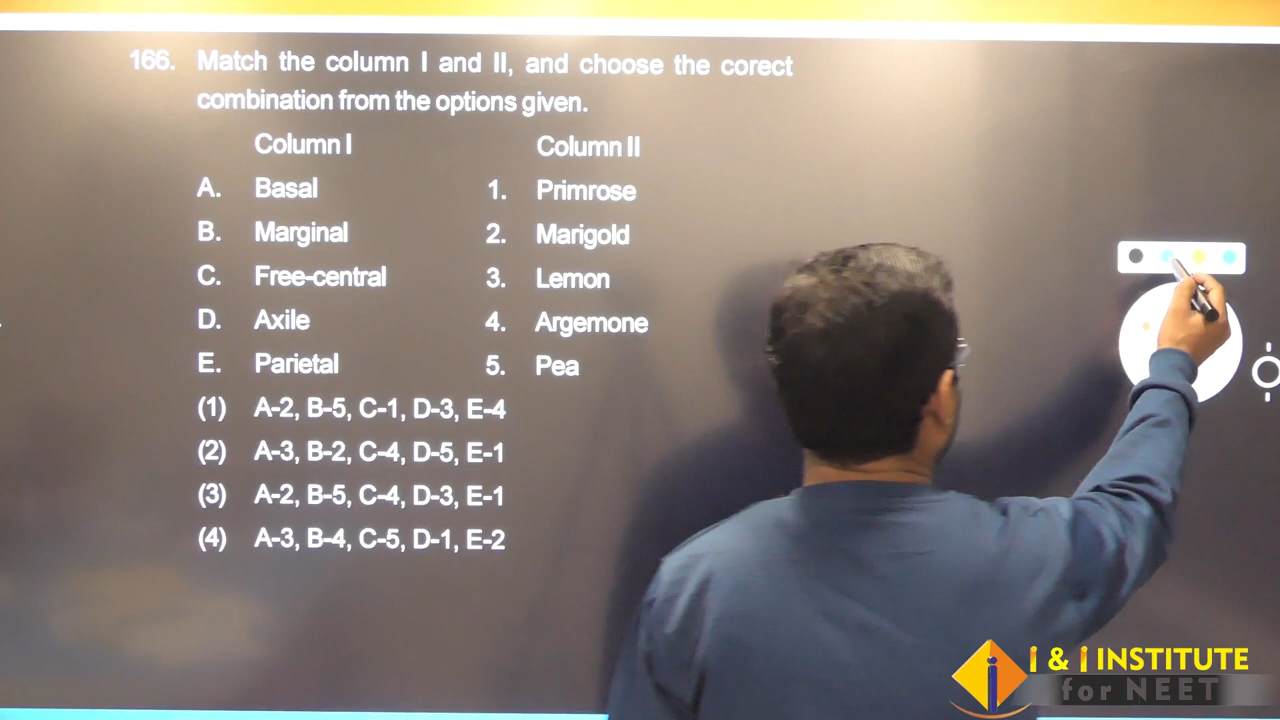 166. Match the column I and II, and choose the corect
combination from the options given.
Column I Column II
A. Basal 1. Primrose
B. Marginal 2. Marigold
C. Free-central 3. Lemon
D. Axile 4. Argemone
E. Parietal 5. Pea
(1) A-2, B-5, C-1, D-3, E-4
(2) A-3, B-2, C-4, D-5, E-1
(3) A-2, B-5, C-4, D-3, E-1
(4) A-3, B-4, C-5, D-1, E-2
i & i INSTITUTE
for NEET